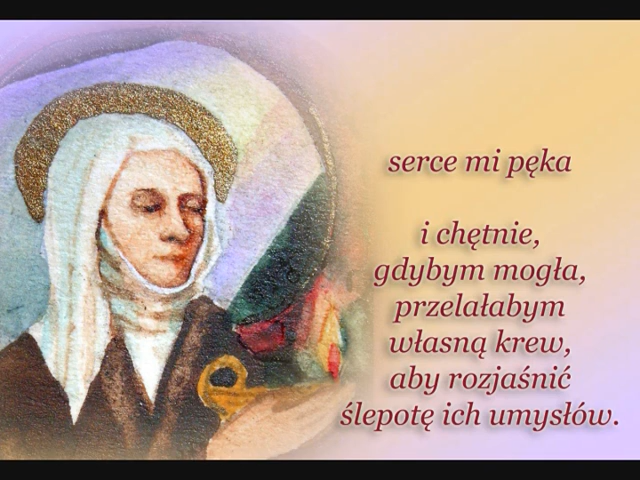 serce mi pęka
i chętnie,
gdybym mogła,
przelałabym
własną krew,
aby rozjaśnić
ślepotę ich umysłów.